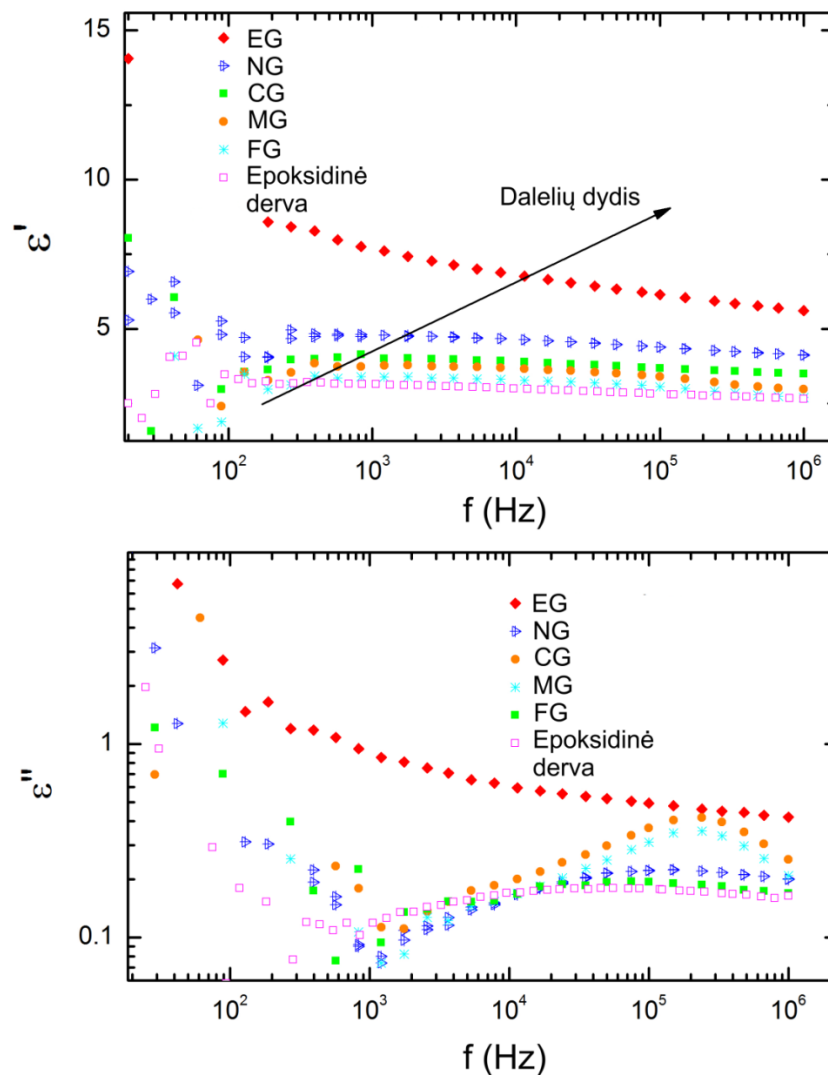 15
10
5
ε'
EG
NG
CG
MG
FG
Epoksidinė
derva
Dalelių dydis
10² 10³ 10⁴ 10⁵ 10⁶
f (Hz)
1
0.1
ε"
EG
NG
CG
MG
FG
Epoksidinė
derva
10² 10³ 10⁴ 10⁵ 10⁶
f (Hz)